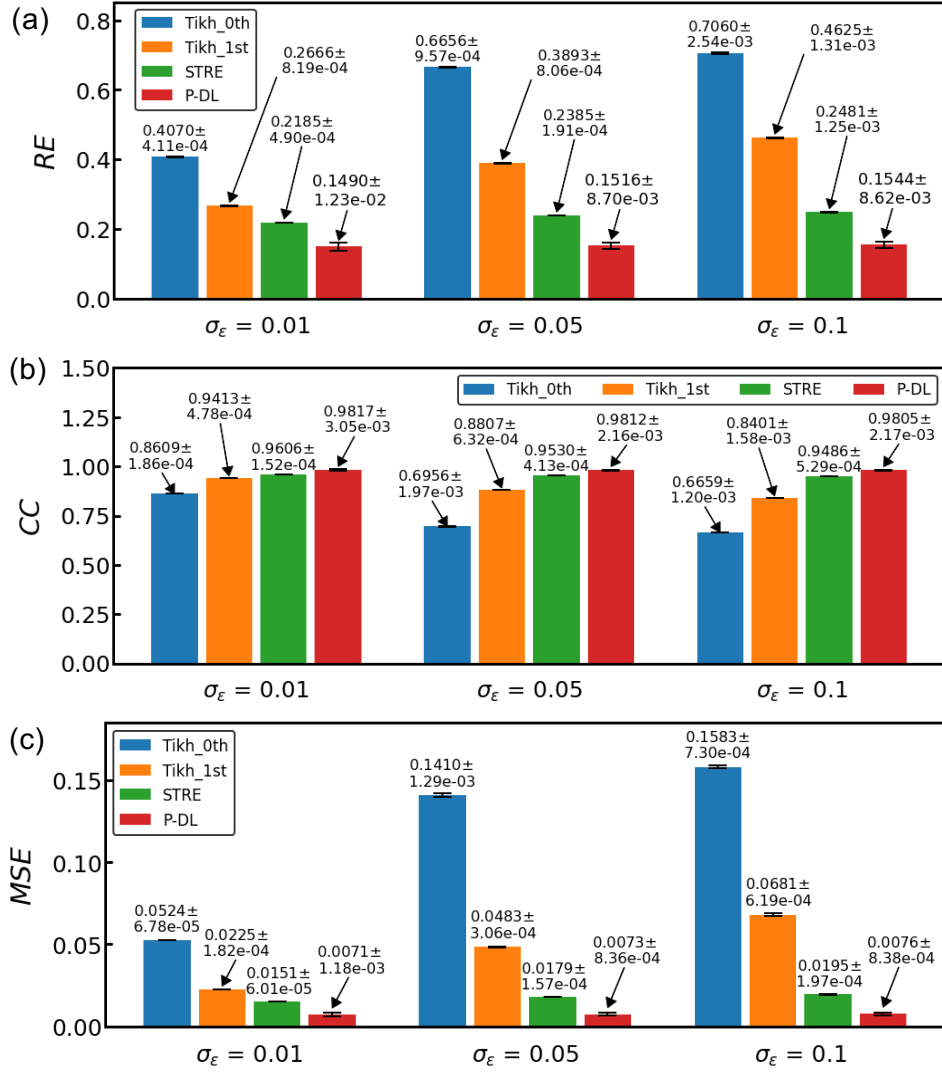 (a)
RE
0.8
0.6
0.4
0.2
0.0
Tikh_0th
Tikh_1st
STRE
P-DL
0.4070±
4.11e-04
0.2666±
8.19e-04
0.2185±
4.90e-04
0.1490±
1.23e-02
0.6656±
9.57e-04
0.3893±
8.06e-04
0.2385±
1.91e-04
0.1516±
8.70e-03
0.7060±
2.54e-03
0.4625±
1.31e-03
0.2481±
1.25e-03
0.1544±
8.62e-03
σε = 0.01
σε = 0.05
σε = 0.1
(b)
CC
1.50
1.25
1.00
0.75
0.50
0.25
0.00
Tikh_0th
Tikh_1st
STRE
P-DL
0.8609±
1.86e-04
0.9413±
4.78e-04
0.9606±
1.52e-04
0.9817±
3.05e-03
0.6956±
1.97e-03
0.8807±
6.32e-04
0.9530±
4.13e-04
0.9812±
2.16e-03
0.6659±
1.20e-03
0.8401±
1.58e-03
0.9486±
5.29e-04
0.9805±
2.17e-03
σε = 0.01
σε = 0.05
σε = 0.1
(c)
MSE
0.15
0.10
0.05
0.00
Tikh_0th
Tikh_1st
STRE
P-DL
0.0524±
6.78e-05
0.0225±
1.82e-04
0.0151±
6.01e-05
0.0071±
1.18e-03
0.1410±
1.29e-03
0.0483±
3.06e-04
0.0179±
1.57e-04
0.0073±
8.36e-04
0.1583±
7.30e-04
0.0681±
6.19e-04
0.0195±
1.97e-04
0.0076±
8.38e-04
σε = 0.01
σε = 0.05
σε = 0.1